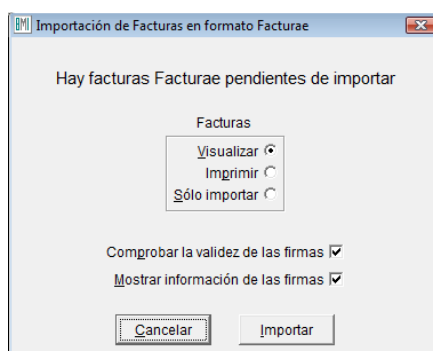 BMI Importación de Facturas en formato Facturae
Hay facturas Facturae pendientes de importar
Facturas
Visualizar
Imprimir
Sólo importar
Comprobar la validez de las firmas
Mostrar información de las firmas
Cancelar Importar